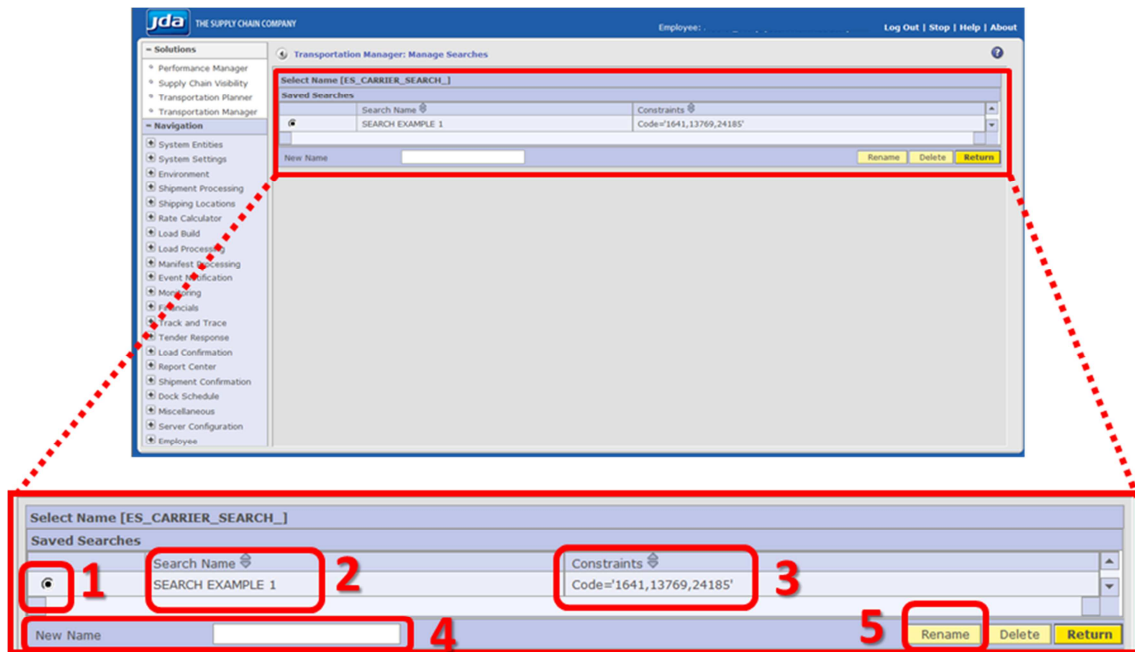 jda THE SUPPLY CHAIN COMPANY
Employee:
Log Out | Stop | Help | About
Solutions
Performance Manager
Supply Chain Visibility
Transportation Planner
Transportation Manager
Navigation
System Entities
System Settings
Environment
Shipment Processing
Shipping Locations
Rate Calculator
Load Build
Load Processing
Manifest Processing
Event Notification
Monitoring
Financials
Track and Trace
Tender Response
Load Confirmation
Report Center
Shipment Confirmation
Dock Schedule
Miscellaneous
Server Configuration
Employee
Transportation Manager: Manage Searches
?
Select Name [ES_CARRIER_SEARCH_]
Saved Searches
Search Name Constraints
SEARCH EXAMPLE 1 Code='1641,13769,24185'
New Name Rename Delete Return
Select Name [ES_CARRIER_SEARCH_]
Saved Searches
Search Name Constraints
1 SEARCH EXAMPLE 1 2 Code='1641,13769,24185' 3
New Name 4 5 Rename Delete Return